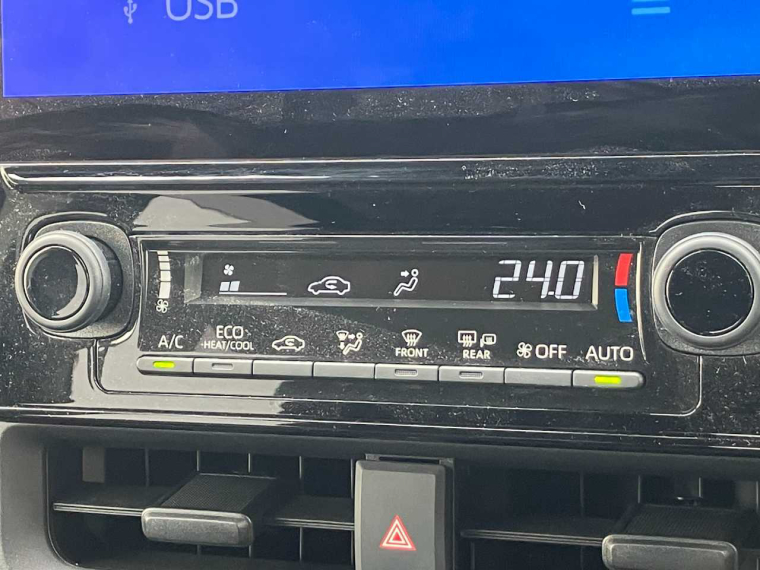 USB
24.0
A/C
ECO
HEAT/COOL
FRONT
REAR
OFF
AUTO